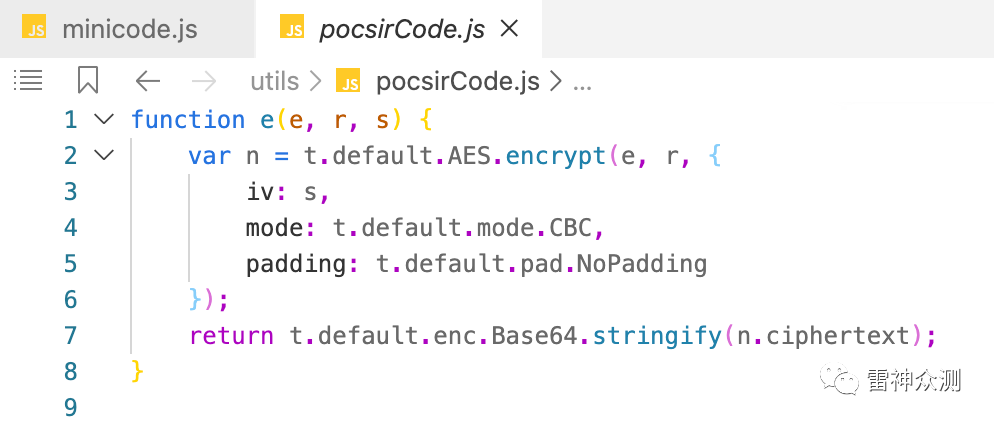 JS minicode.js JS pocsirCode.js
utils JS pocsirCode.js ...
1 function e(e, r, s) {
2 var n = t.default.AES.encrypt(e, r, {
3 iv: s,
4 mode: t.default.mode.CBC,
5 padding: t.default.pad.NoPadding
6 });
7 return t.default.enc.Base64.stringify(n.ciphertext);
8 }
9
雷神众测